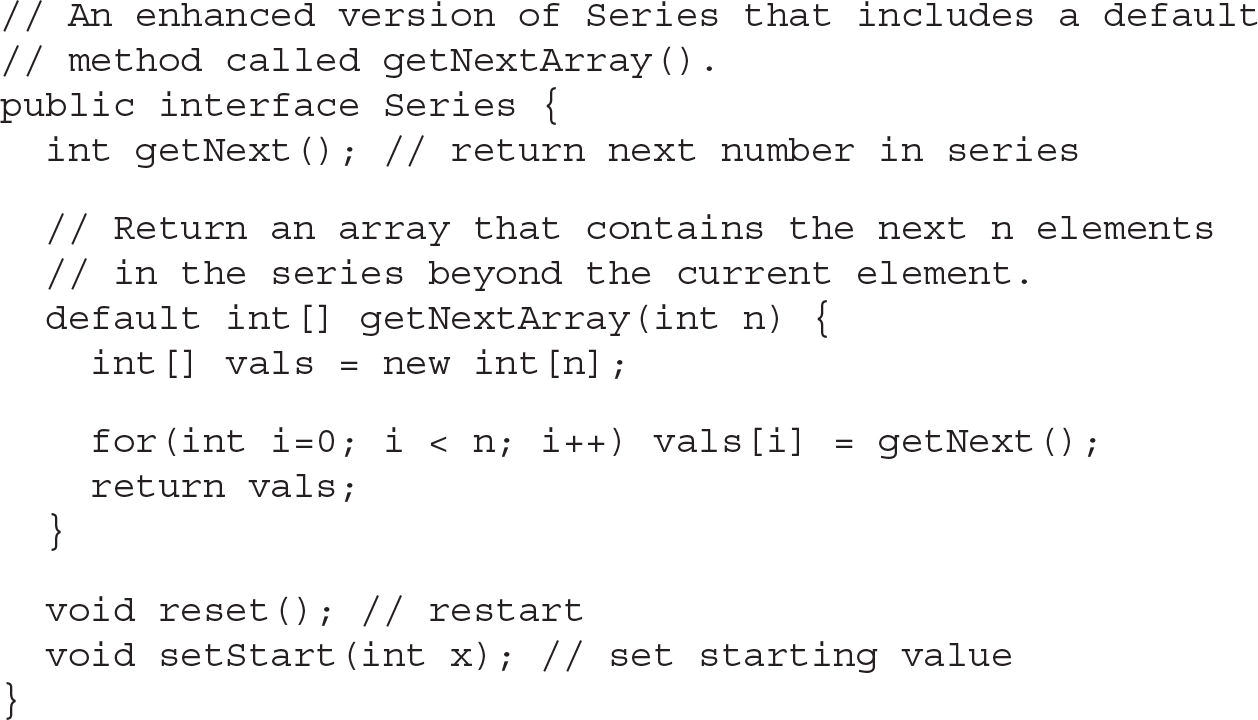 // An enhanced version of Series that includes a default
// method called getNextArray().
public interface Series {
  int getNext(); // return next number in series

  // Return an array that contains the next n elements
  // in the series beyond the current element.
  default int[] getNextArray(int n) {
    int[] vals = new int[n];

    for(int i=0; i < n; i++) vals[i] = getNext();
    return vals;
  }

  void reset(); // restart
  void setStart(int x); // set starting value
}